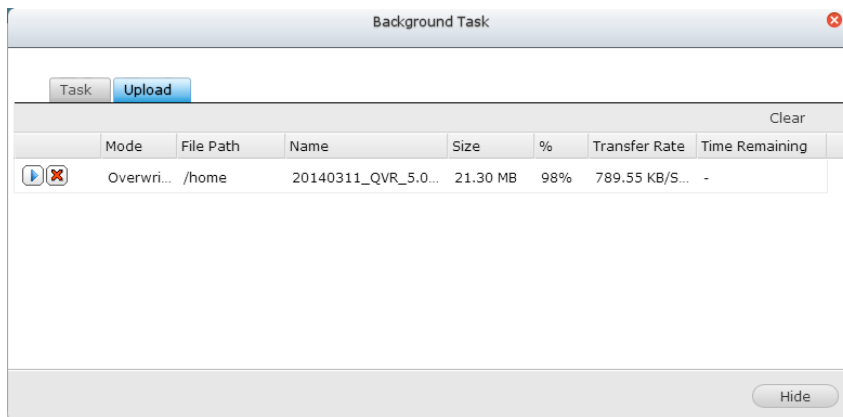 Background Task
Task Upload
Clear
Mode File Path Name Size % Transfer Rate Time Remaining
Overwri... /home 20140311_QVR_5.0... 21.30 MB 98% 789.55 KB/S... -
Hide